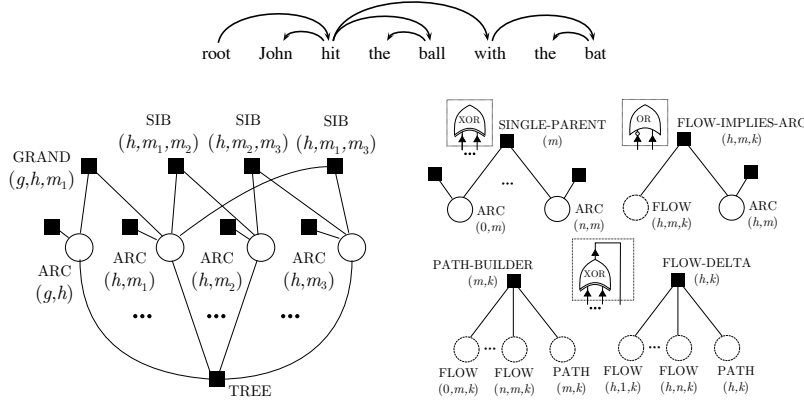 root John hit the ball with the bat
SIB
(h,m₁,m₂)
SIB
(h,m₂,m₃)
SIB
(h,m₁,m₃)
GRAND
(g,h,m₁)
ARC
(g,h)
ARC
(h,m₁)
ARC
(h,m₂)
ARC
(h,m₃)
...
...
...
TREE
XOR
...
SINGLE-PARENT
(m)
...
ARC
(0,m)
ARC
(n,m)
OR
FLOW-IMPLIES-ARC
(h,m,k)
FLOW
(h,m,k)
ARC
(h,m)
PATH-BUILDER
(m,k)
...
FLOW
(0,m,k)
FLOW
(n,m,k)
PATH
(m,k)
XOR
...
FLOW-DELTA
(h,k)
...
FLOW
(h,1,k)
FLOW
(h,n,k)
PATH
(h,k)